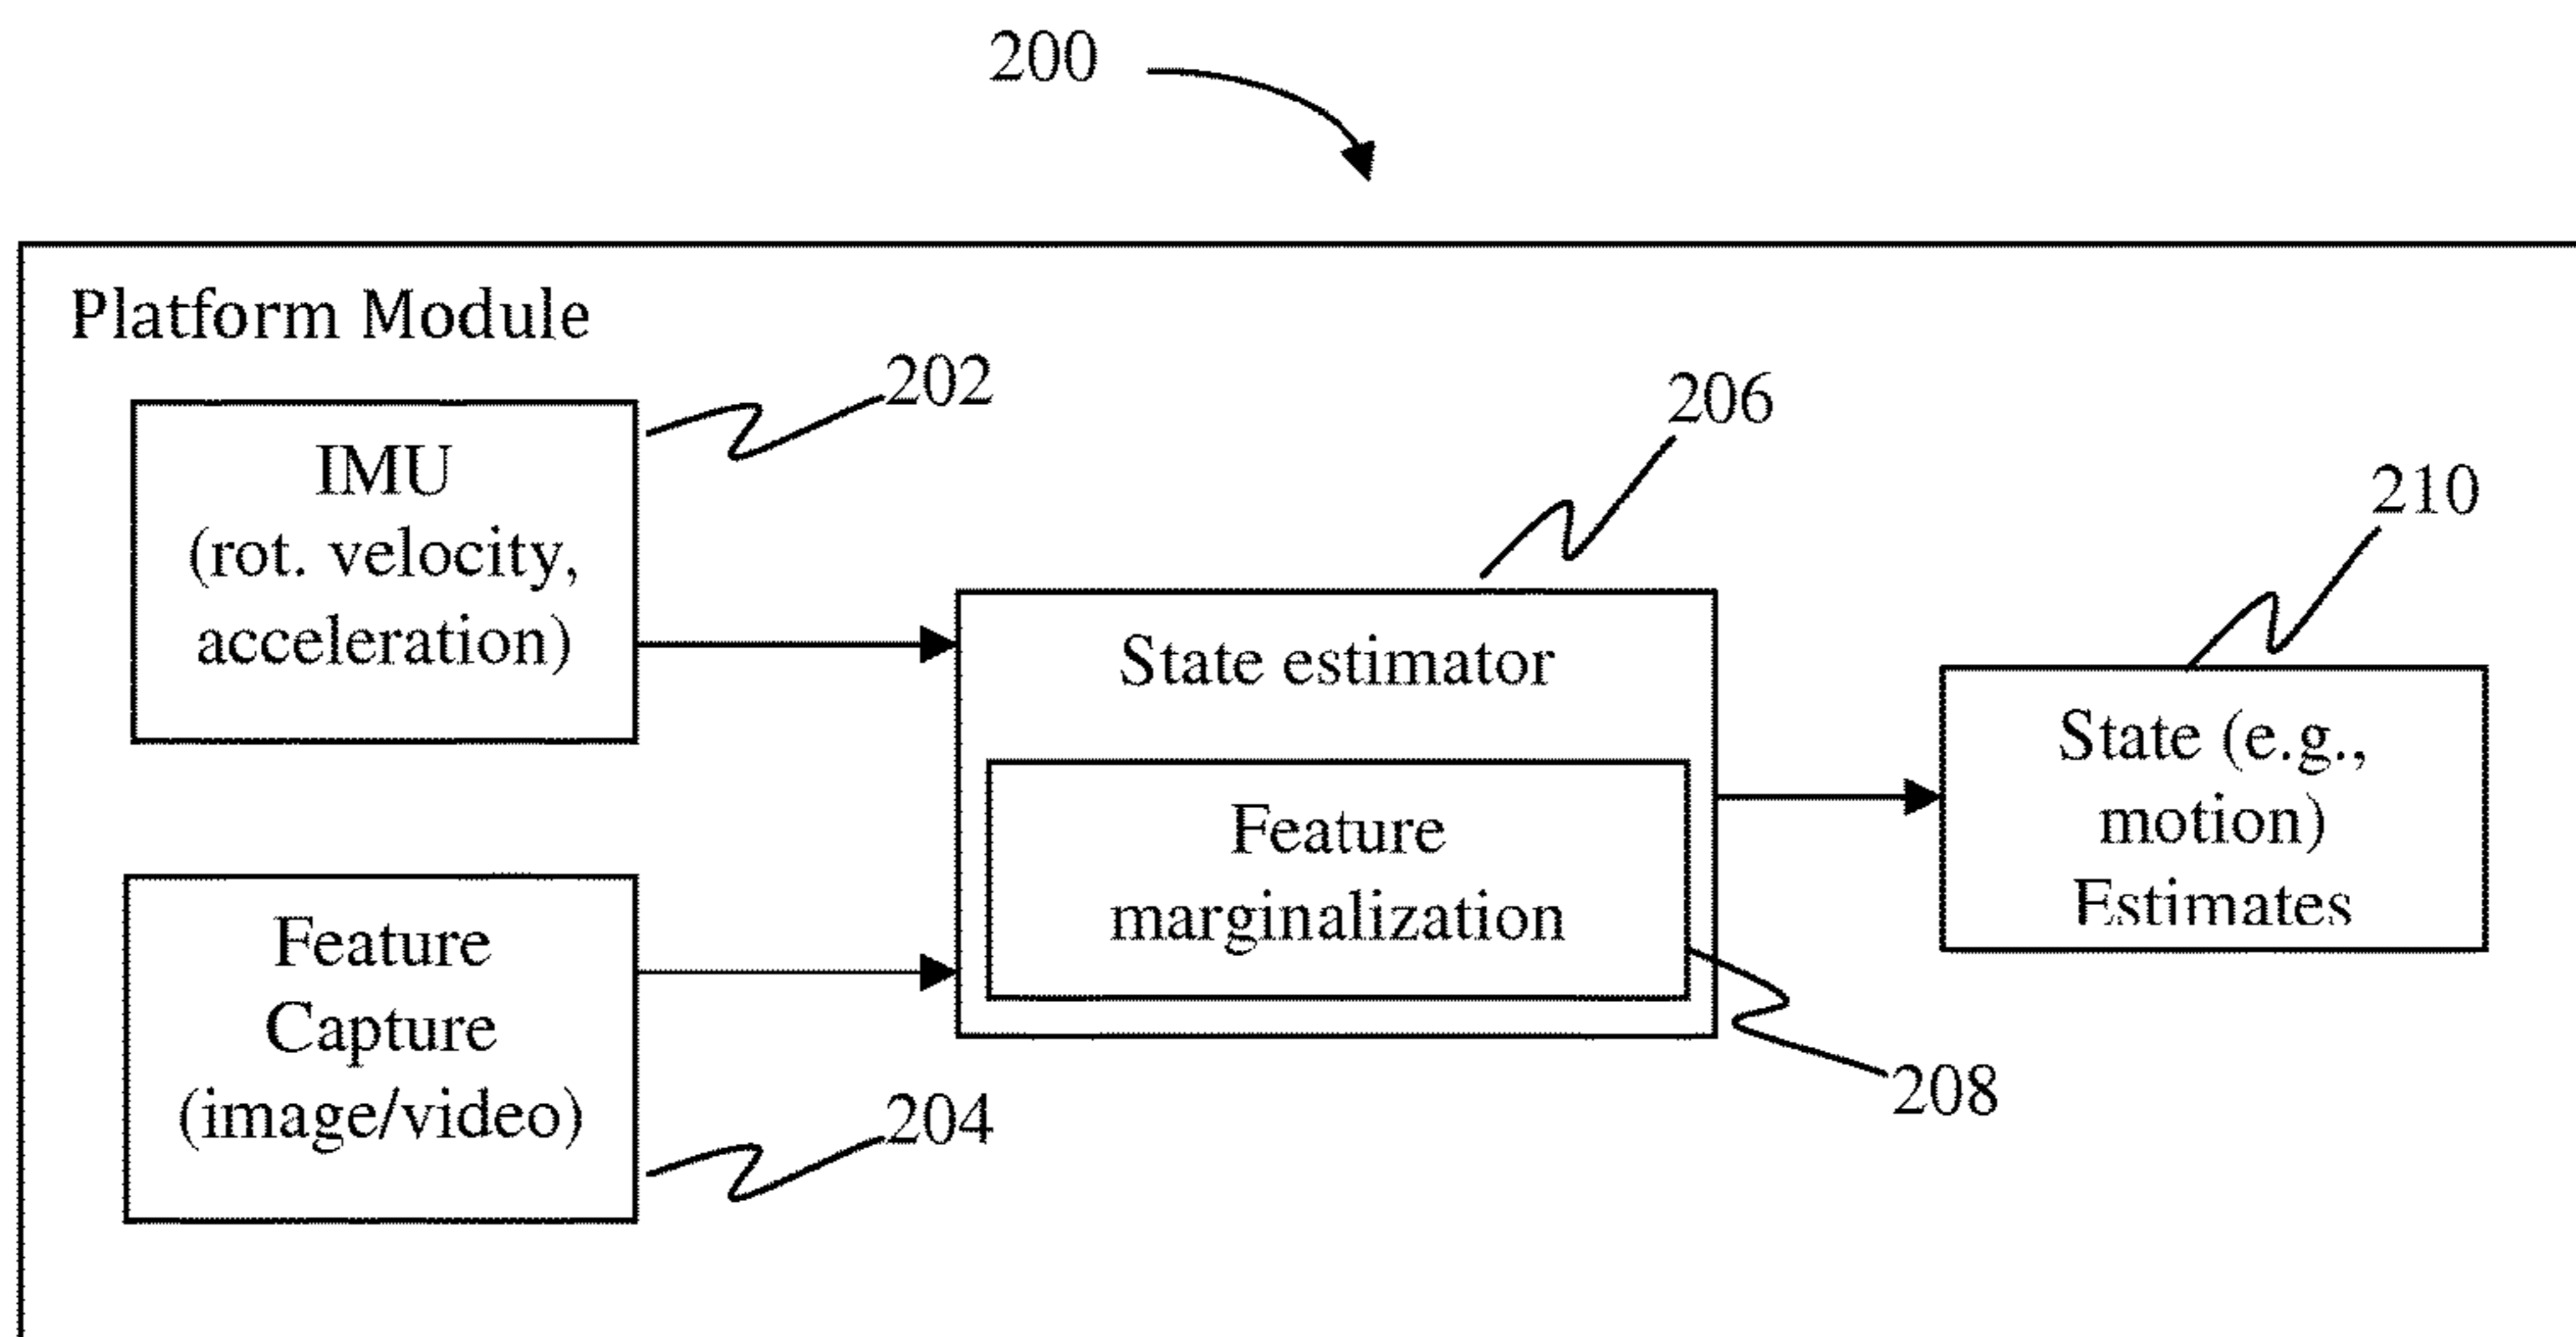 200
Platform Module
202
IMU
(rot. velocity,
acceleration)
206
210
State estimator
State (e.g.,
motion)
Estimates
Feature
marginalization
Feature
Capture
(image/video)
204
208